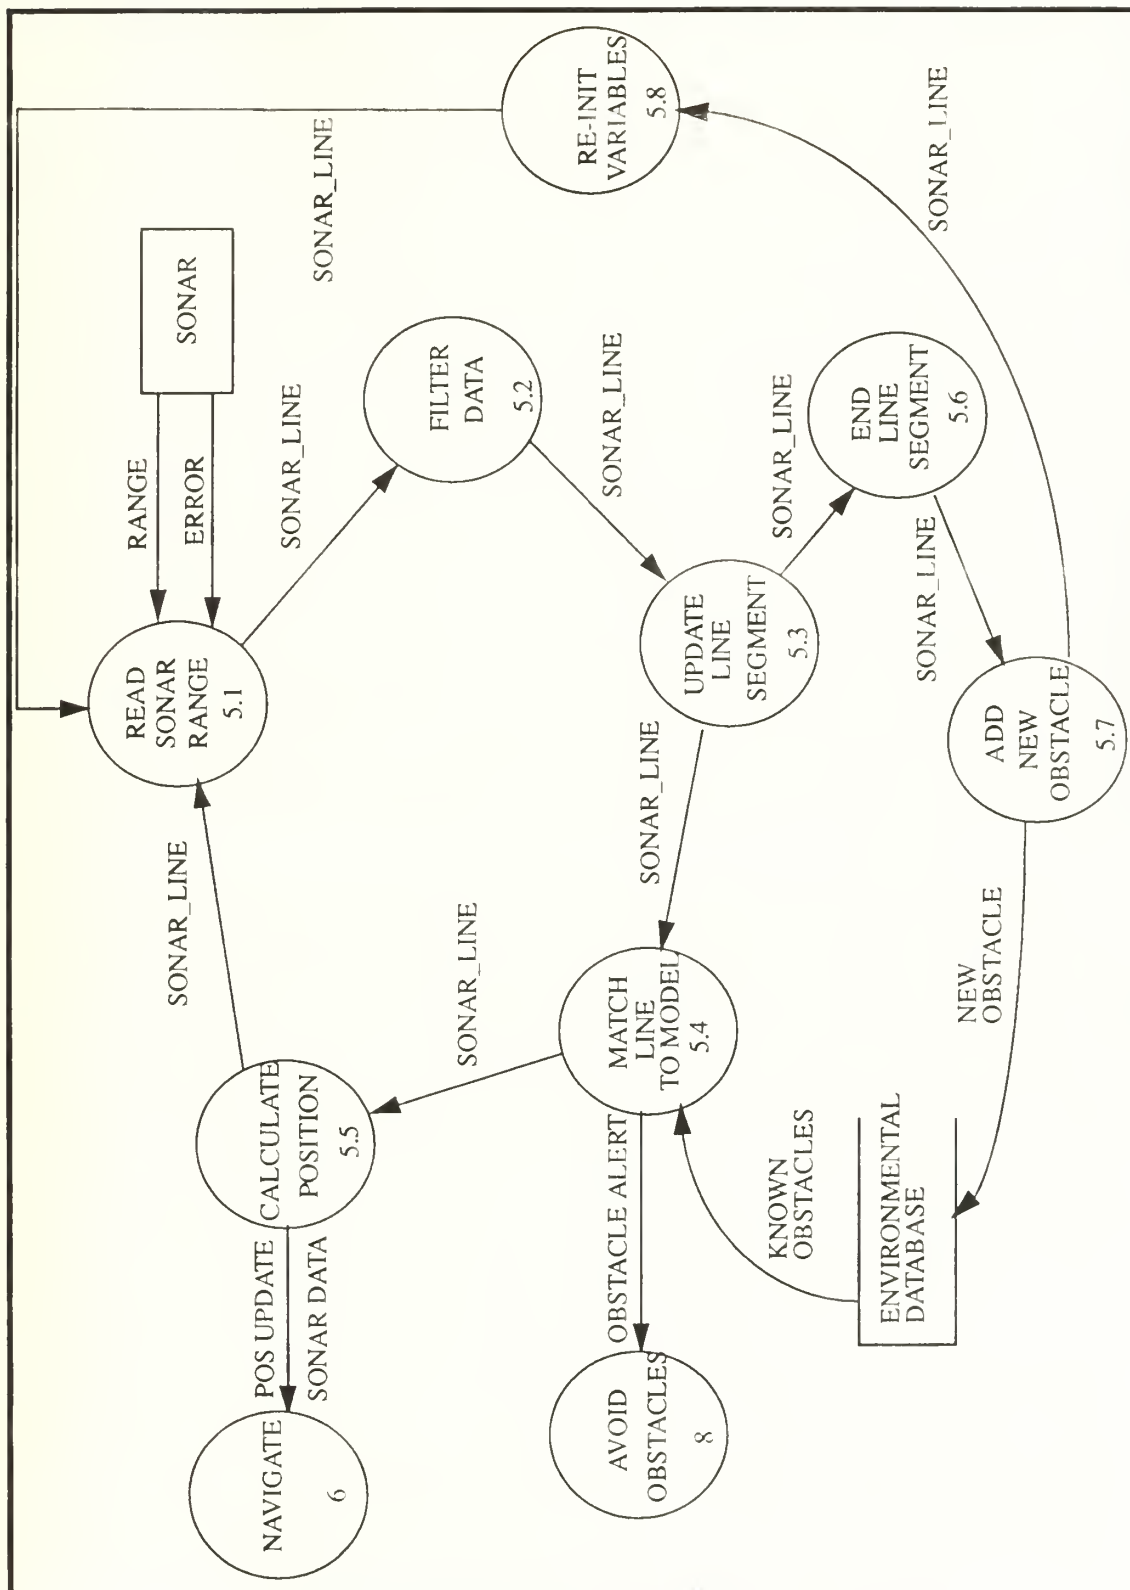 NAVIGATE
6
POS UPDATE
SONAR DATA
CALCULATE
POSITION
5.5
SONAR_LINE
READ
SONAR
RANGE
5.1
RANGE
ERROR
SONAR
SONAR_LINE
SONAR_LINE
AVOID
OBSTACLES
8
OBSTACLE ALERT
MATCH
LINE
TO MODEL
5.4
SONAR_LINE
SONAR_LINE
UPDATE
LINE
SEGMENT
5.3
SONAR_LINE
FILTER
DATA
5.2
RE-INIT
VARIABLES
5.8
ENVIRONMENTAL
DATABASE
KNOWN
OBSTACLES
NEW
OBSTACLE
ADD
NEW
OBSTACLE
5.7
SONAR_LINE
SONAR_LINE
END
LINE
SEGMENT
5.6
SONAR_LINE